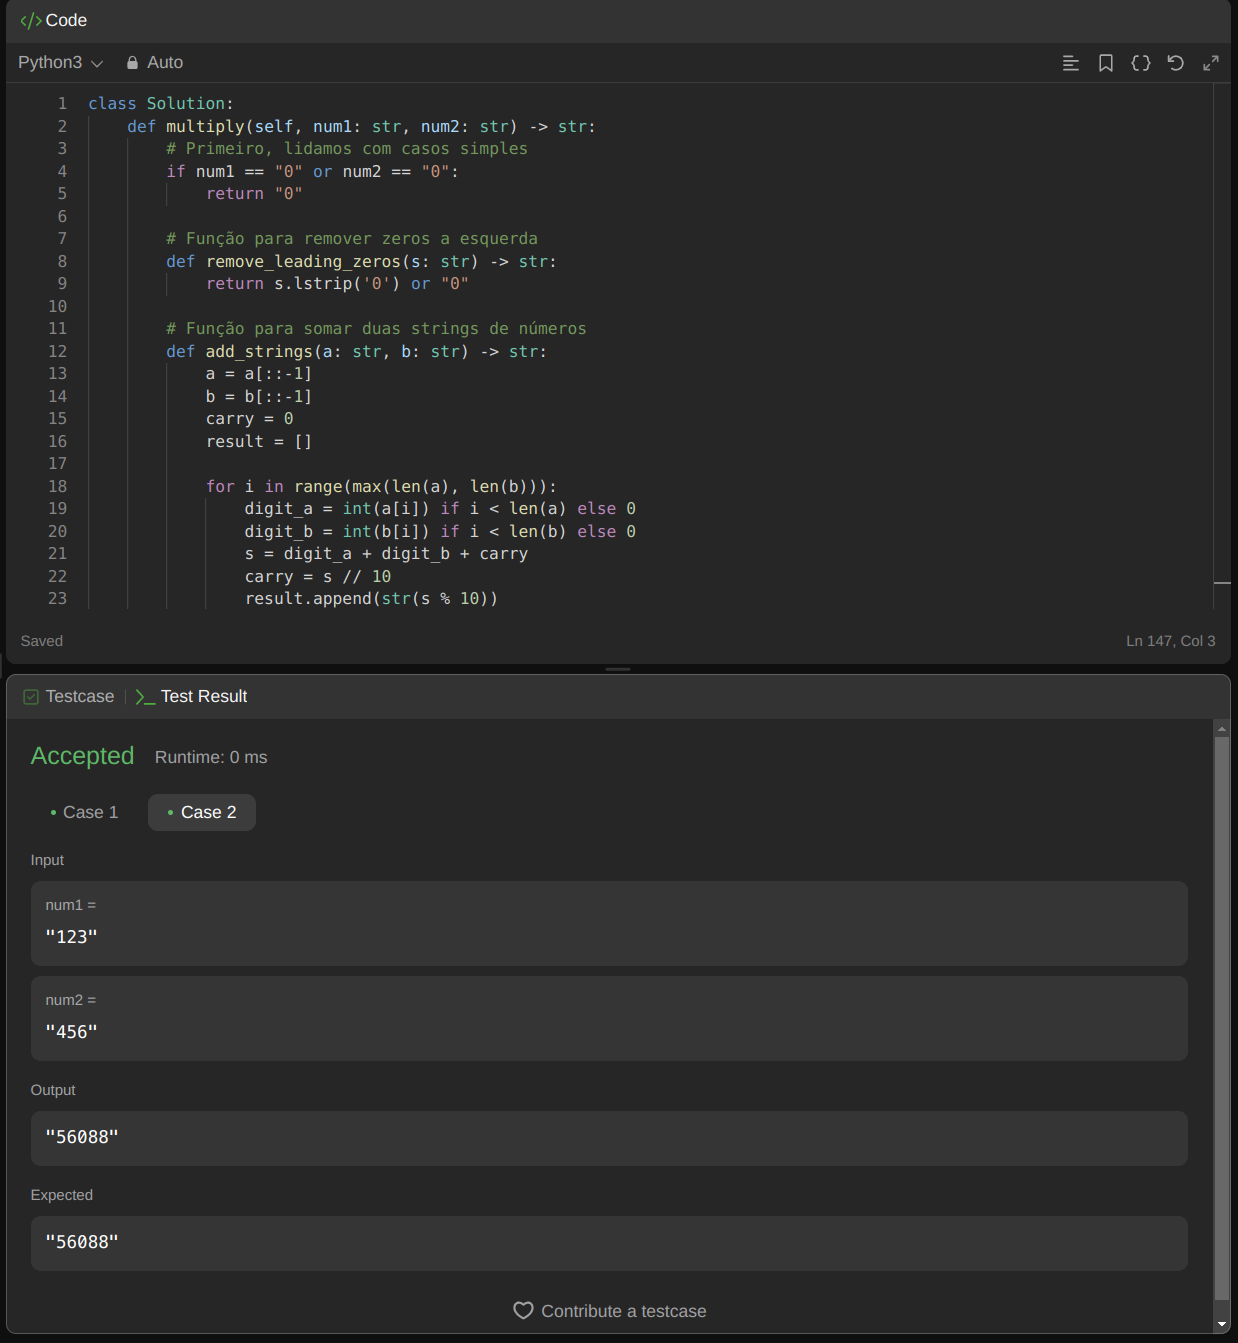 </> Code
Python3 Auto
1 class Solution:
2     def multiply(self, num1: str, num2: str) -> str:
3         # Primeiro, lidamos com casos simples
4         if num1 == "0" or num2 == "0":
5             return "0"
6
7         # Função para remover zeros a esquerda
8         def remove_leading_zeros(s: str) -> str:
9             return s.lstrip('0') or "0"
10
11         # Função para somar duas strings de números
12         def add_strings(a: str, b: str) -> str:
13             a = a[::-1]
14             b = b[::-1]
15             carry = 0
16             result = []
17
18             for i in range(max(len(a), len(b))):
19                 digit_a = int(a[i]) if i < len(a) else 0
20                 digit_b = int(b[i]) if i < len(b) else 0
21                 s = digit_a + digit_b + carry
22                 carry = s // 10
23                 result.append(str(s % 10))
Saved Ln 147, Col 3
Testcase | >_ Test Result
Accepted Runtime: 0 ms
• Case 1 • Case 2
Input
num1 =
"123"
num2 =
"456"
Output
"56088"
Expected
"56088"
Contribute a testcase